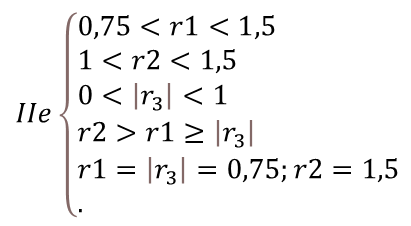 0,75 < r1 < 1,5
1 < r2 < 1,5
0 < |r₃| < 1
IIe { r2 > r1 ≥ |r₃|
r1 = |r₃| = 0,75; r2 = 1,5
.